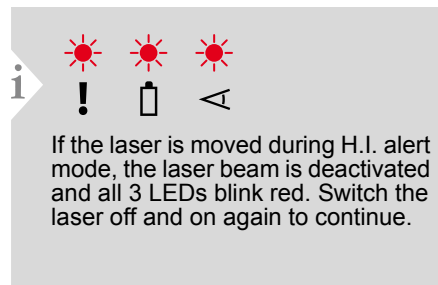 i
!
If the laser is moved during H.I. alert
mode, the laser beam is deactivated
and all 3 LEDs blink red. Switch the
laser off and on again to continue.